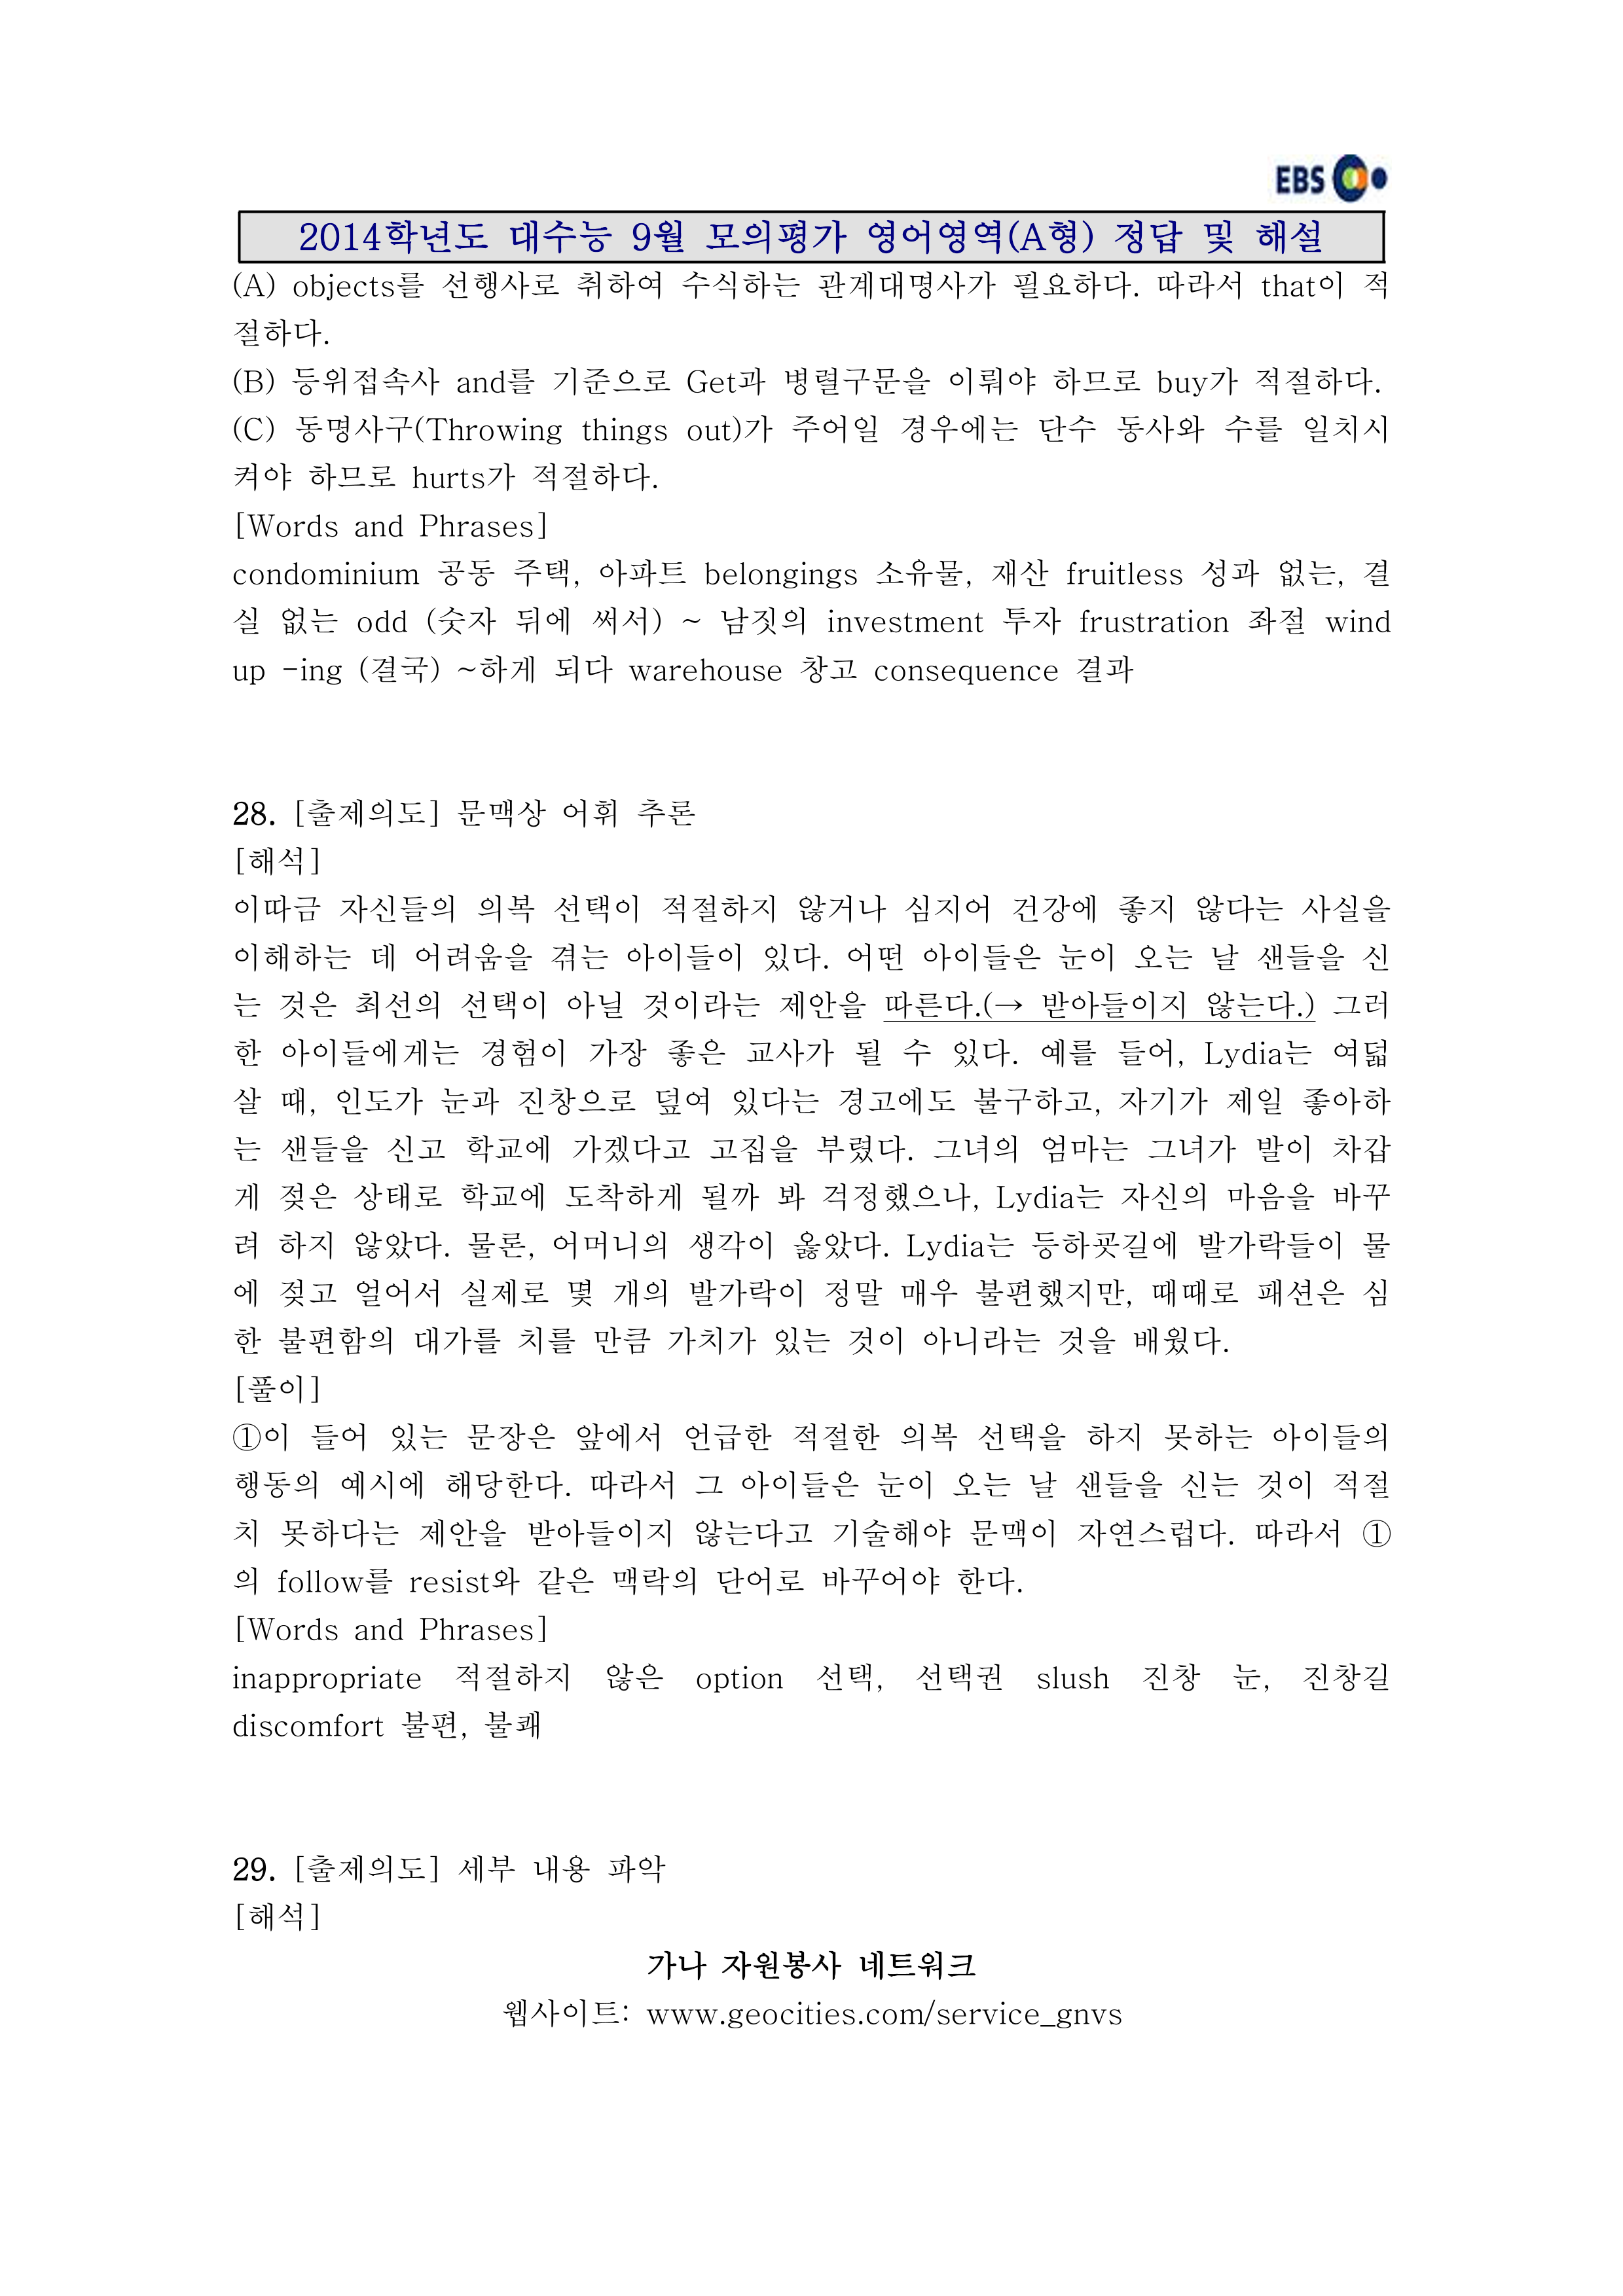 EBS
2014학년도 대수능 9월 모의평가 영어영역(A형) 정답 및 해설
(A) objects를 선행사로 취하여 수식하는 관계대명사가 필요하다. 따라서 that이 적
절하다.
(B) 등위접속사 and를 기준으로 Get과 병렬구문을 이뤄야 하므로 buy가 적절하다.
(C) 동명사구(Throwing things out)가 주어일 경우에는 단수 동사와 수를 일치시
켜야 하므로 hurts가 적절하다.
[Words and Phrases]
condominium 공동 주택, 아파트 belongings 소유물, 재산 fruitless 성과 없는, 결
실 없는 odd (숫자 뒤에 써서) ~ 남짓의 investment 투자 frustration 좌절 wind
up -ing (결국) ~하게 되다 warehouse 창고 consequence 결과
28. [출제의도] 문맥상 어휘 추론
[해석]
이따금 자신들의 의복 선택이 적절하지 않거나 심지어 건강에 좋지 않다는 사실을
이해하는 데 어려움을 겪는 아이들이 있다. 어떤 아이들은 눈이 오는 날 샌들을 신
는 것은 최선의 선택이 아닐 것이라는 제안을 따른다.(→ 받아들이지 않는다.) 그러
한 아이들에게는 경험이 가장 좋은 교사가 될 수 있다. 예를 들어, Lydia는 여덟
살 때, 인도가 눈과 진창으로 덮여 있다는 경고에도 불구하고, 자기가 제일 좋아하
는 샌들을 신고 학교에 가겠다고 고집을 부렸다. 그녀의 엄마는 그녀가 발이 차갑
게 젖은 상태로 학교에 도착하게 될까 봐 걱정했으나, Lydia는 자신의 마음을 바꾸
려 하지 않았다. 물론, 어머니의 생각이 옳았다. Lydia는 등하굣길에 발가락들이 물
에 젖고 얼어서 실제로 몇 개의 발가락이 정말 매우 불편했지만, 때때로 패션은 심
한 불편함의 대가를 치를 만큼 가치가 있는 것이 아니라는 것을 배웠다.
[풀이]
①이 들어 있는 문장은 앞에서 언급한 적절한 의복 선택을 하지 못하는 아이들의
행동의 예시에 해당한다. 따라서 그 아이들은 눈이 오는 날 샌들을 신는 것이 적절
치 못하다는 제안을 받아들이지 않는다고 기술해야 문맥이 자연스럽다. 따라서 ①
의 follow를 resist와 같은 맥락의 단어로 바꾸어야 한다.
[Words and Phrases]
inappropriate 적절하지 않은 option 선택, 선택권 slush 진창 눈, 진창길
discomfort 불편, 불쾌
29. [출제의도] 세부 내용 파악
[해석]
가나 자원봉사 네트워크
웹사이트: www.geocities.com/service_gnvs